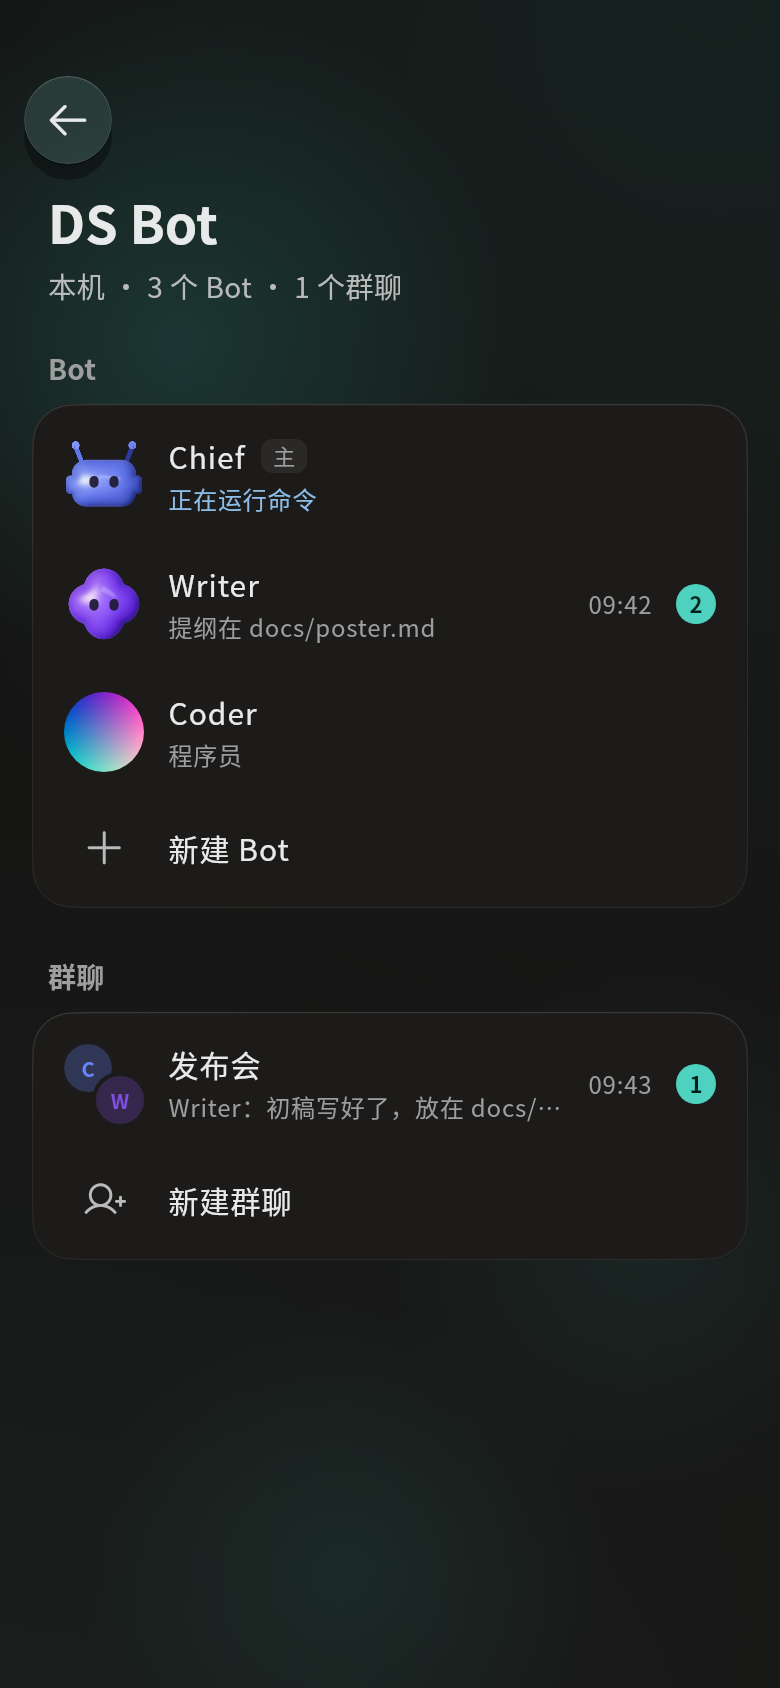 DS Bot
本机 · 3 个 Bot · 1 个群聊
Bot
Chief 主
正在运行命令
Writer
提纲在 docs/poster.md
09:42 2
Coder
程序员
新建 Bot
群聊
C
W
发布会
Writer：初稿写好了，放在 docs/…
09:43 1
新建群聊